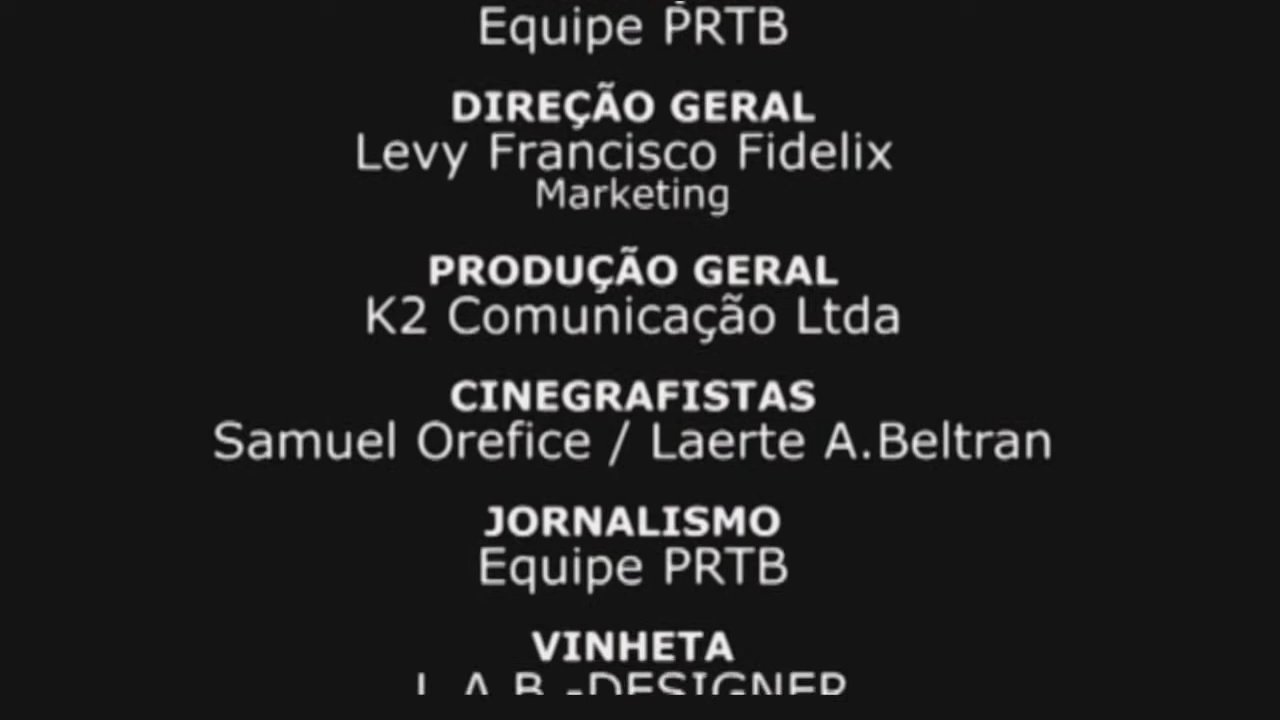 Equipe PRTB
DIREÇÃO GERAL
Levy Francisco Fidelix
Marketing
PRODUÇÃO GERAL
K2 Comunicação Ltda
CINEGRAFISTAS
Samuel Orefice / Laerte A.Beltran
JORNALISMO
Equipe PRTB
VINHETA
L.A.B.-DESIGNER